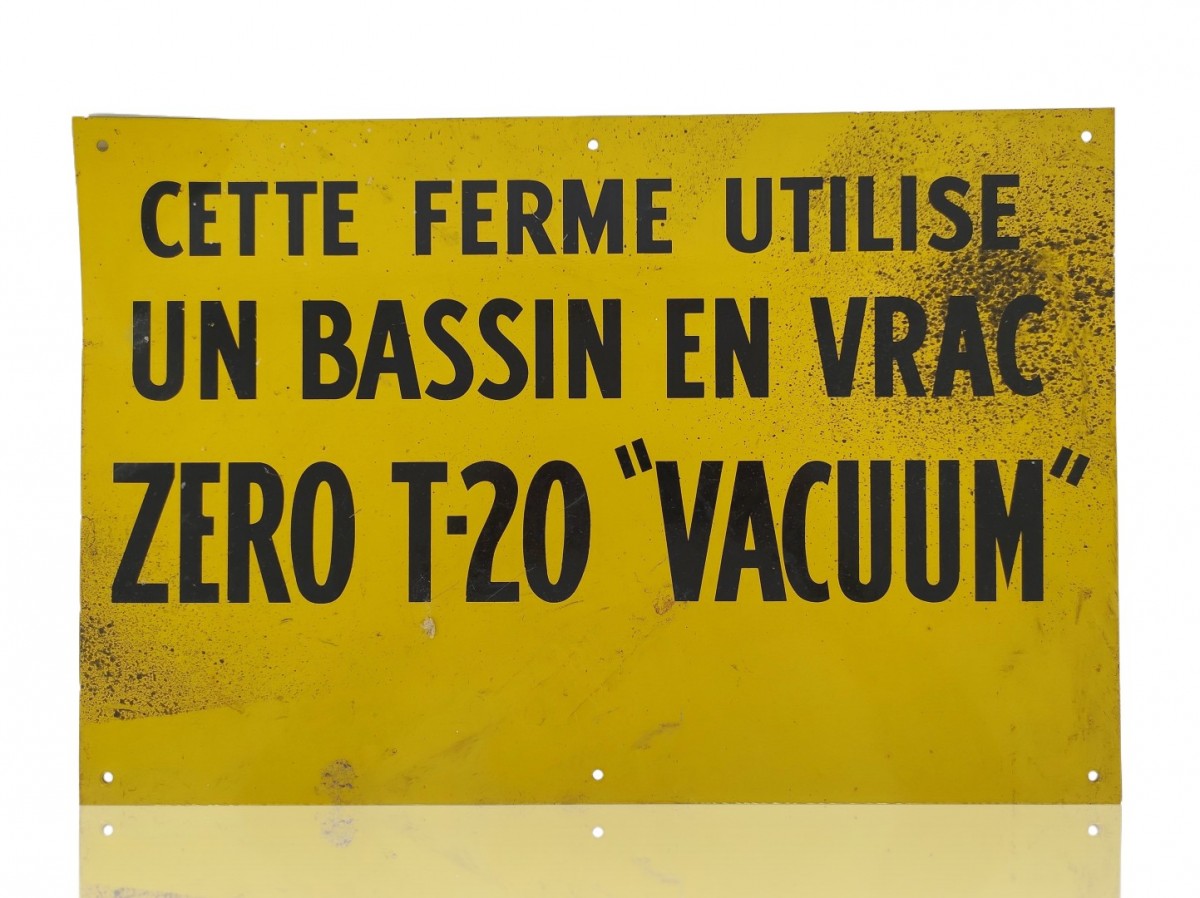 CETTE FERME UTILISE
UN BASSIN EN VRAC
ZERO T-20 "VACUUM"